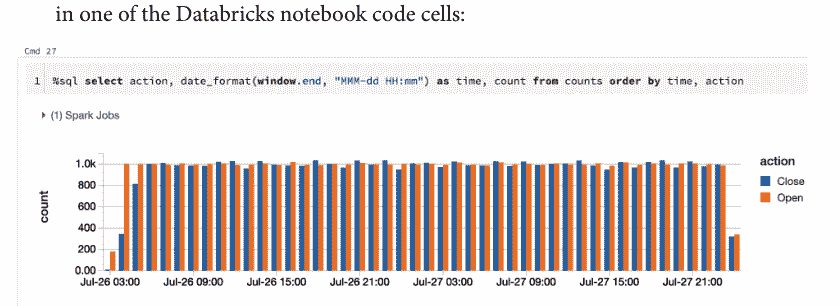 in one of the Databricks notebook code cells:
Cmd 27
1 %sql select action, date_format(window.end, "MMM-dd HH:mm") as time, count from counts order by time, action
(1) Spark Jobs
1.0k
800
600
400
200
0.00
count
Jul-26 03:00 Jul-26 09:00 Jul-26 15:00 Jul-26 21:00 Jul-27 03:00 Jul-27 09:00 Jul-27 15:00 Jul-27 21:00
action
Close
Open